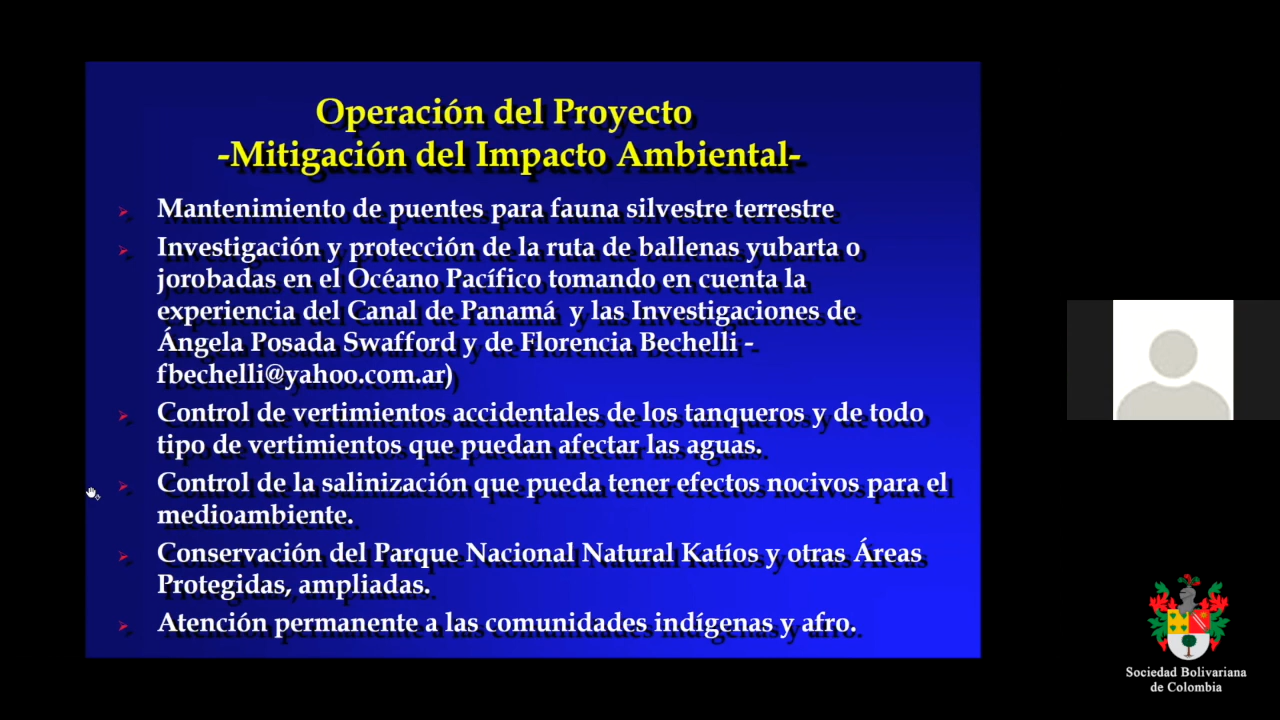 Operación del Proyecto
-Mitigación del Impacto Ambiental-
Mantenimiento de puentes para fauna silvestre terrestre
Investigación y protección de la ruta de ballenas yubarta o
jorobadas en el Océano Pacífico tomando en cuenta la
experiencia del Canal de Panamá y las Investigaciones de
Ángela Posada Swafford y de Florencia Bechelli -
fbechelli@yahoo.com.ar)
Control de vertimientos accidentales de los tanqueros y de todo
tipo de vertimientos que puedan afectar las aguas.
Control de la salinización que pueda tener efectos nocivos para el
medioambiente.
Conservación del Parque Nacional Natural Katíos y otras Áreas
Protegidas, ampliadas.
Atención permanente a las comunidades indígenas y afro.
Sociedad Bolivariana
de Colombia